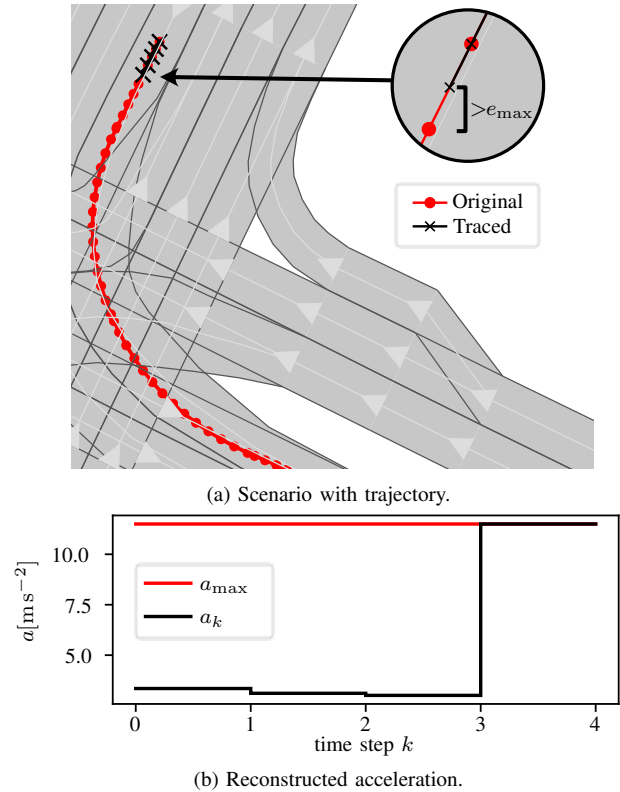 >e_max
Original
Traced
(a) Scenario with trajectory.
10.0
7.5
5.0
a[m s⁻²]
a_max
a_k
0 1 2 3 4
time step k
(b) Reconstructed acceleration.